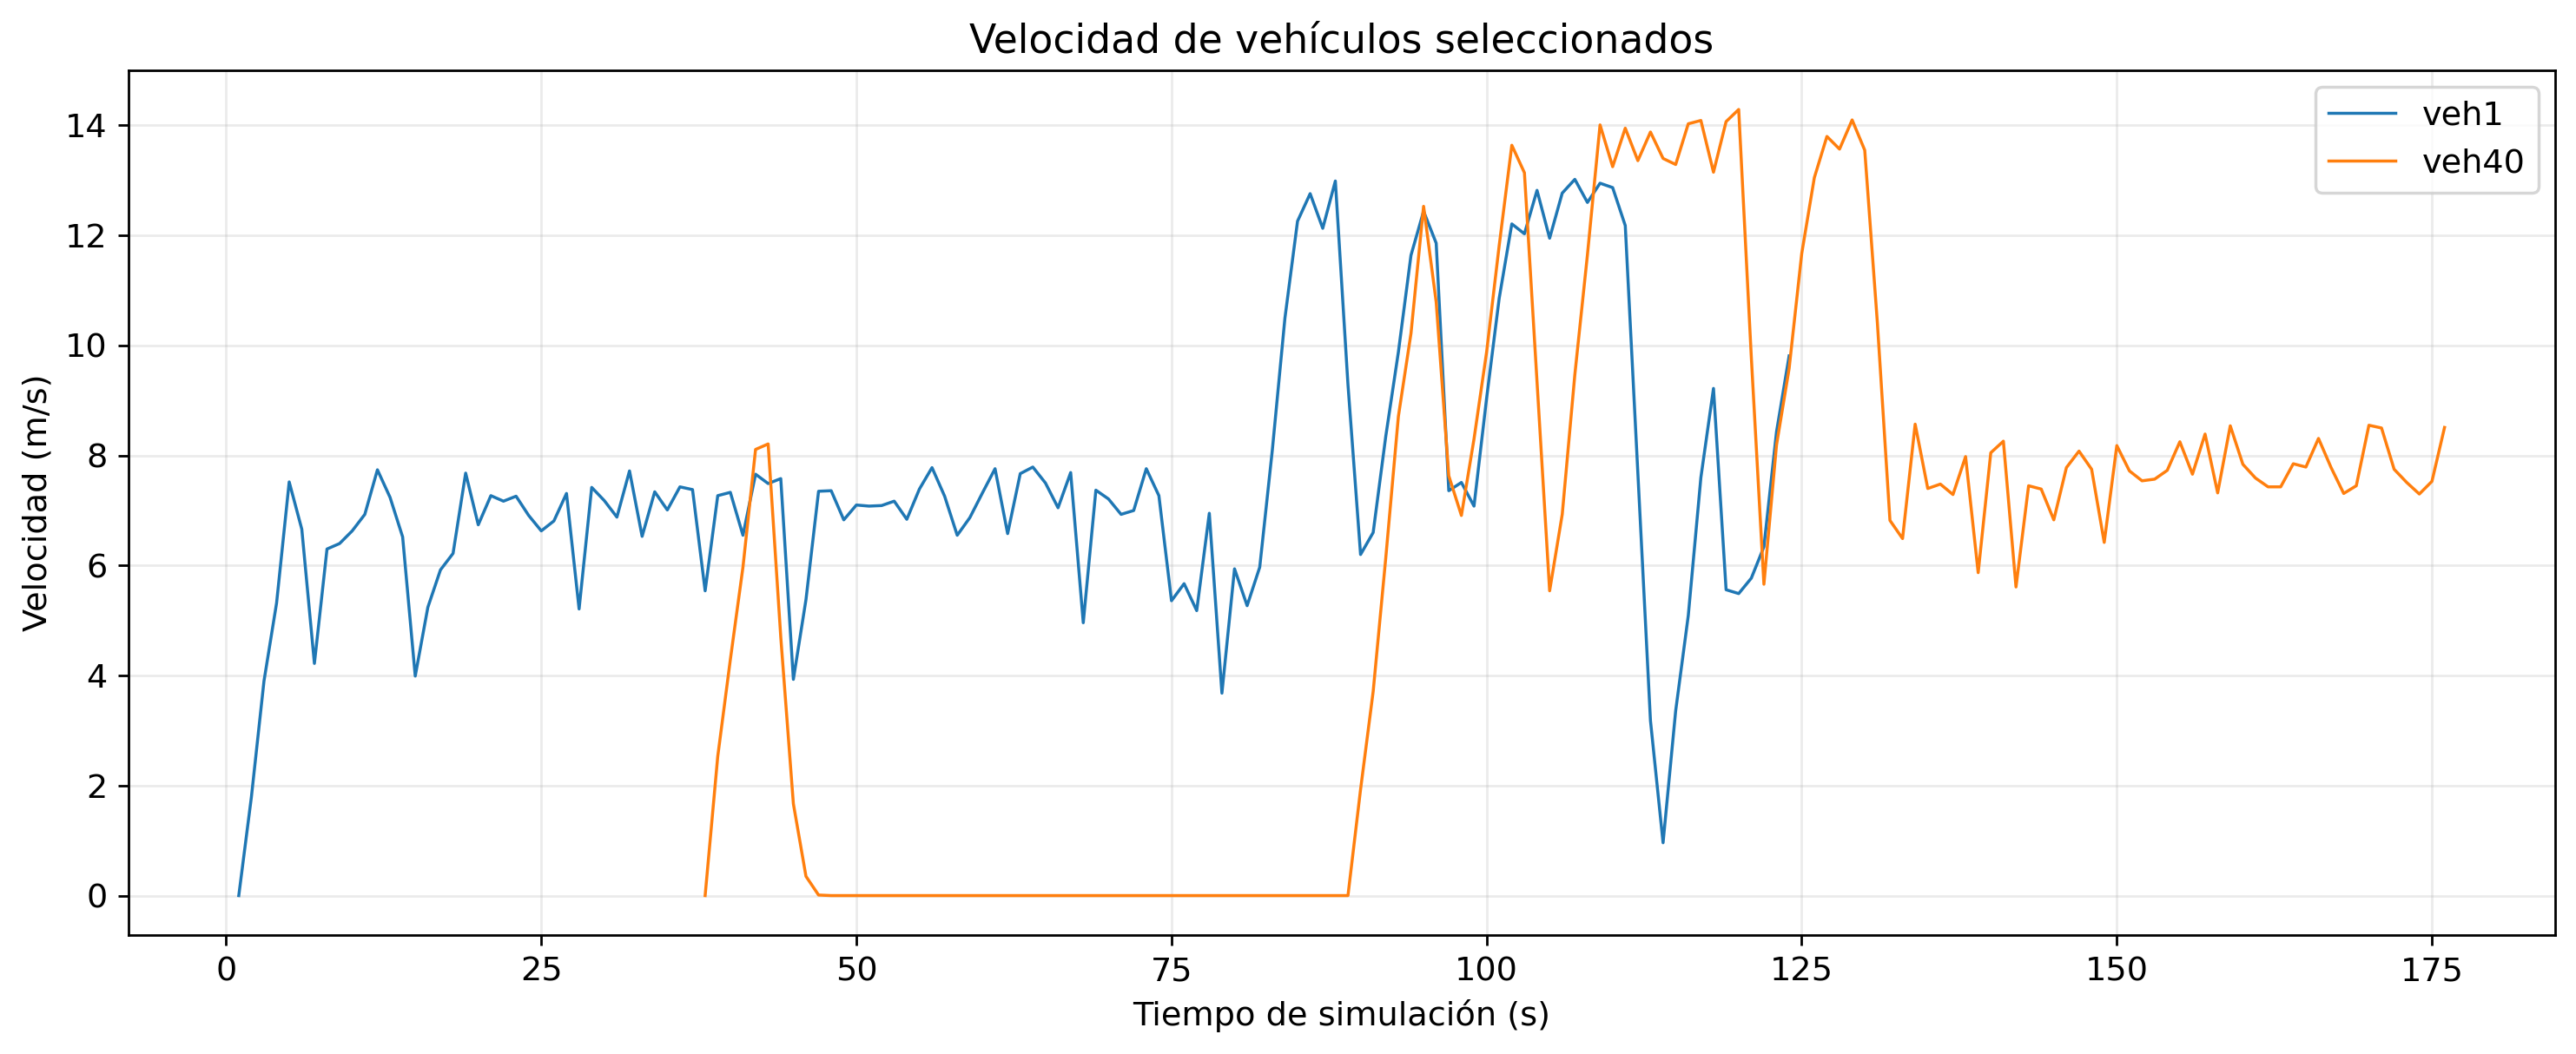 Velocidad de vehículos seleccionados
veh1
veh40
Velocidad (m/s)
14
12
10
8
6
4
2
0
0 25 50 75 100 125 150 175
Tiempo de simulación (s)